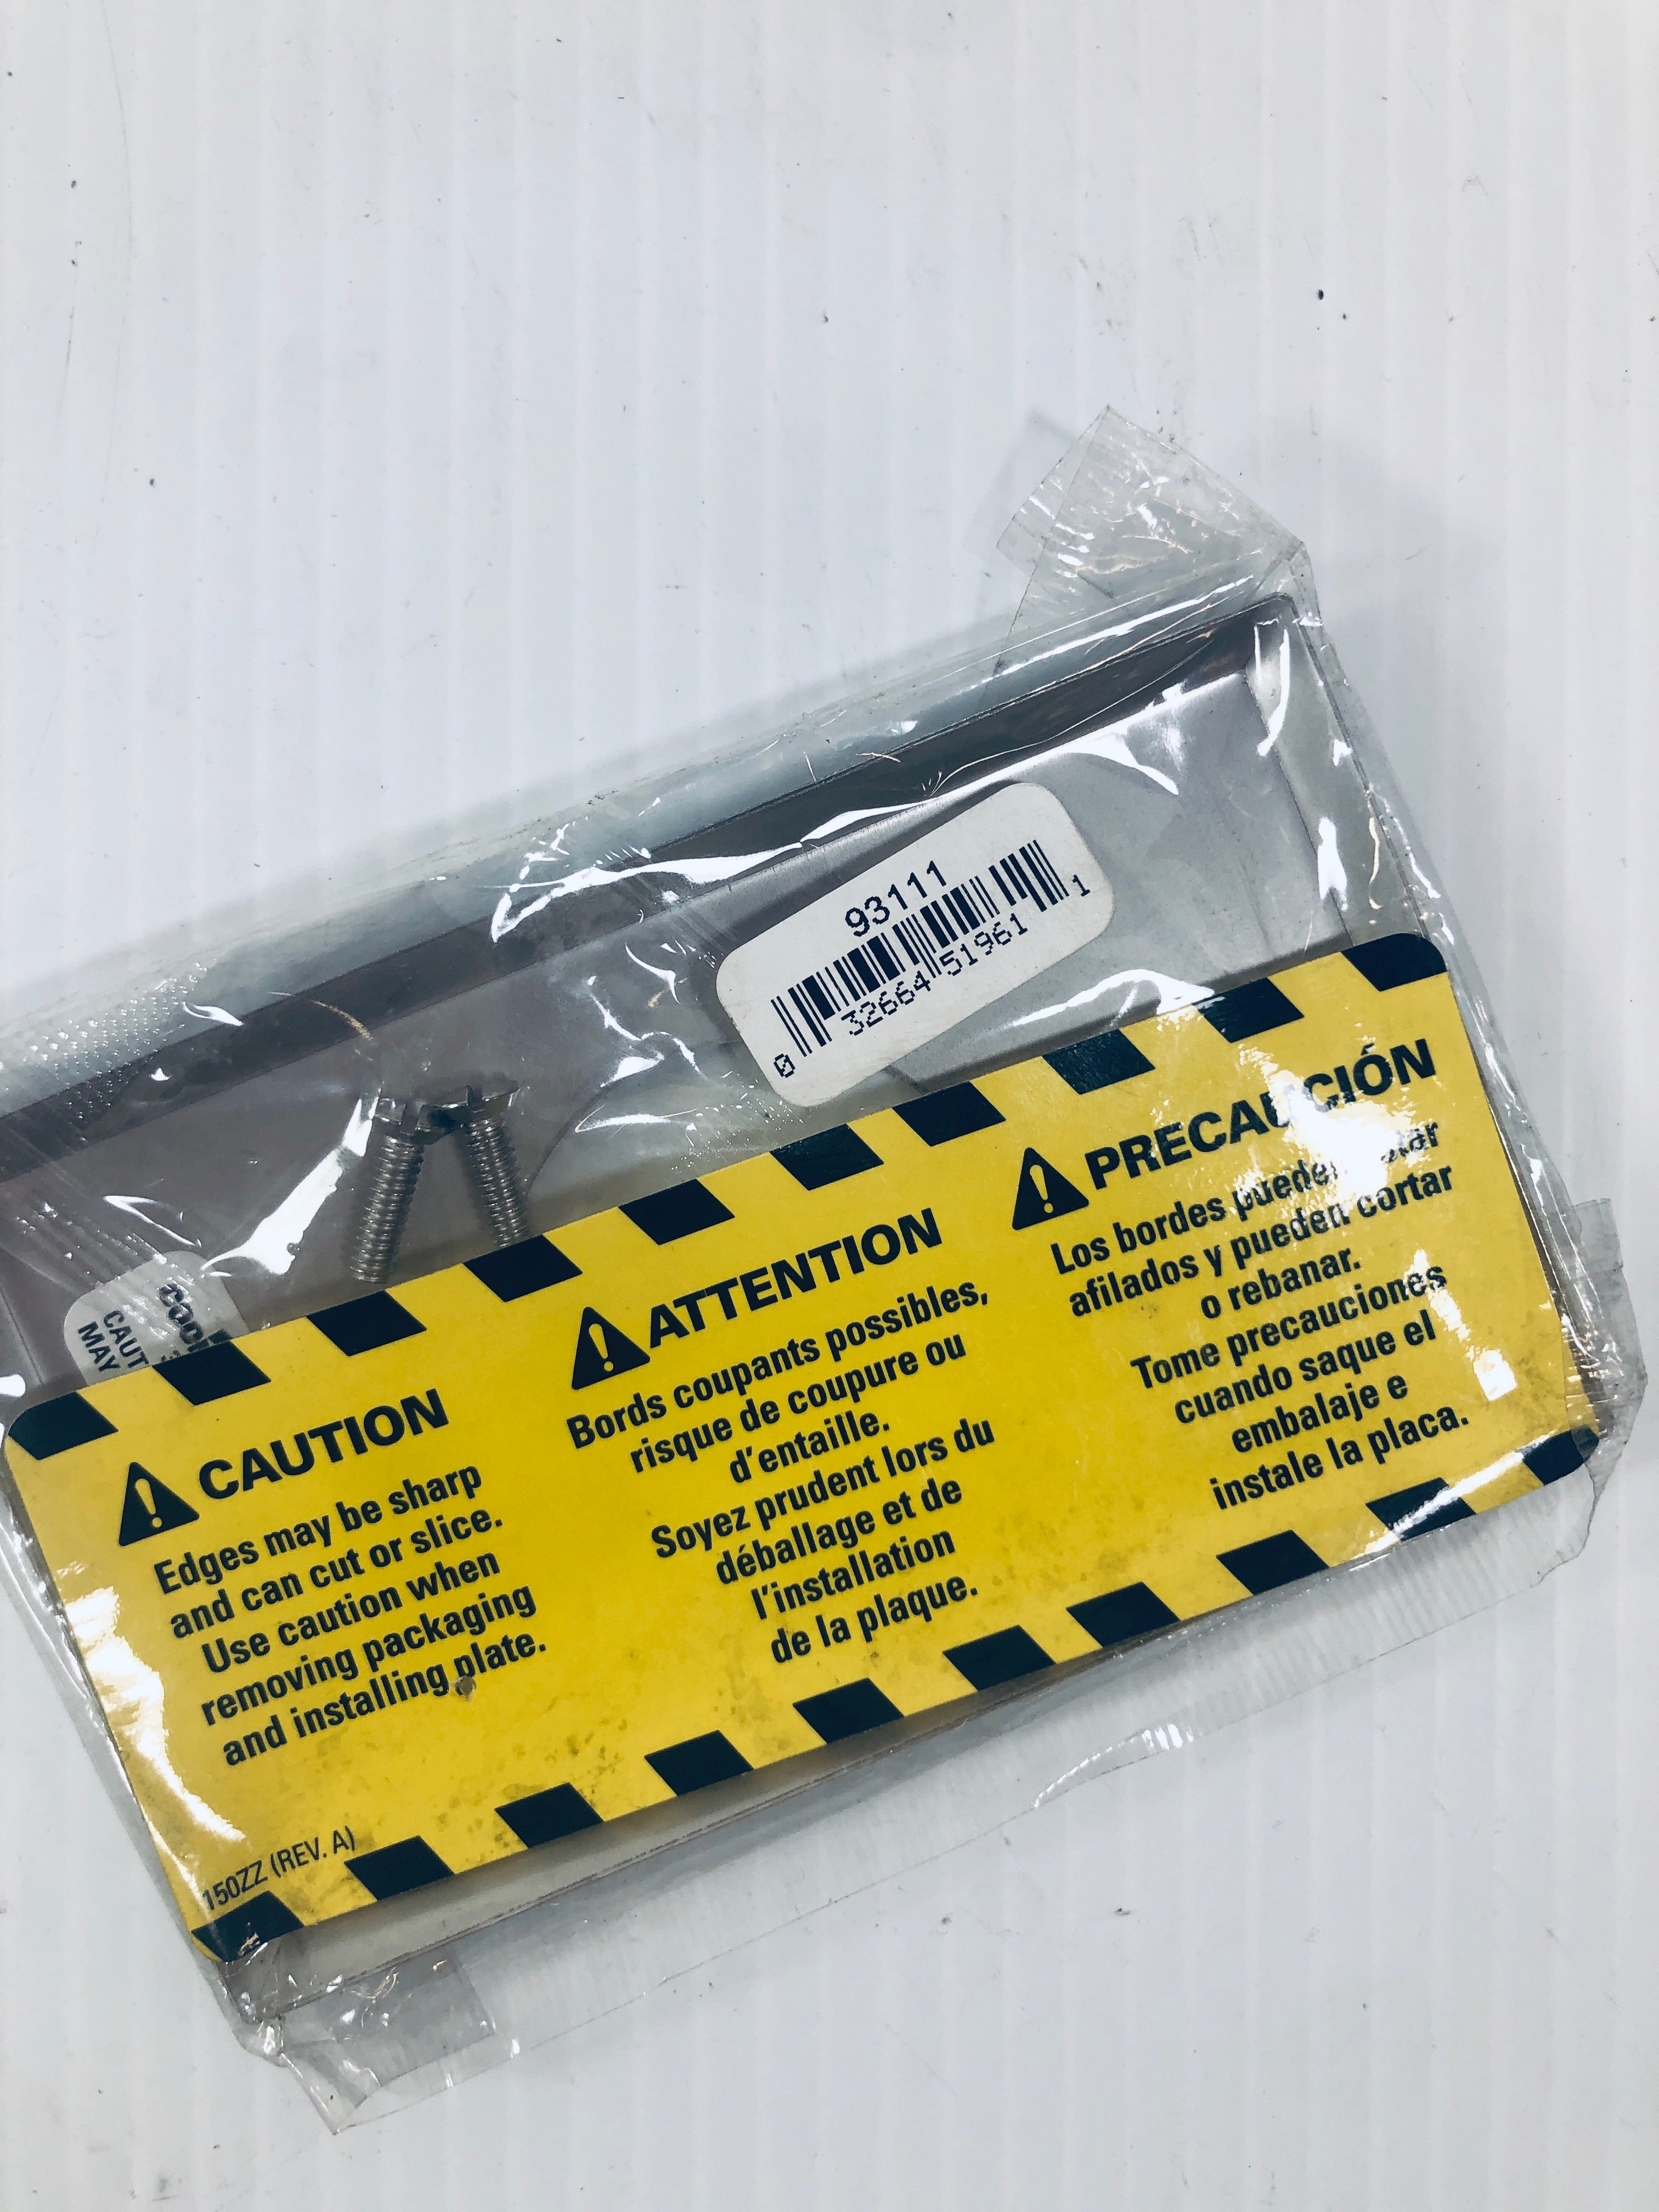 93111
0 32664 51961 1
CAUT
MAY
CAUTION
Edges may be sharp
and can cut or slice.
Use caution when
removing packaging
and installing plate.
150ZZ (REV. A)
ATTENTION
Bords coupants possibles,
risque de coupure ou
d'entaille.
Soyez prudent lors du
déballage et de
l'installation
de la plaque.
PRECAUCIÓN
Los bordes pueden
afilados y pueden cortar
o rebanar.
Tome precauciones
cuando saque el
embalaje e
instale la placa.